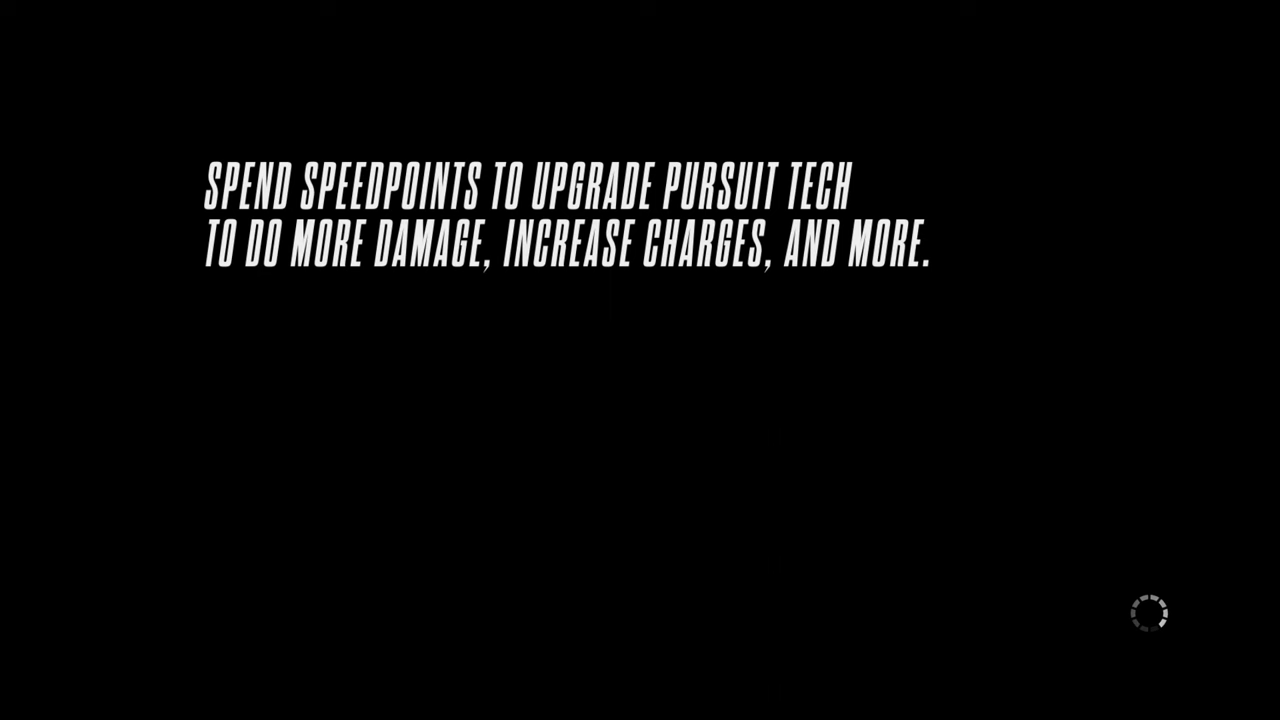 SPEND SPEEDPOINTS TO UPGRADE PURSUIT TECH
TO DO MORE DAMAGE, INCREASE CHARGES, AND MORE.